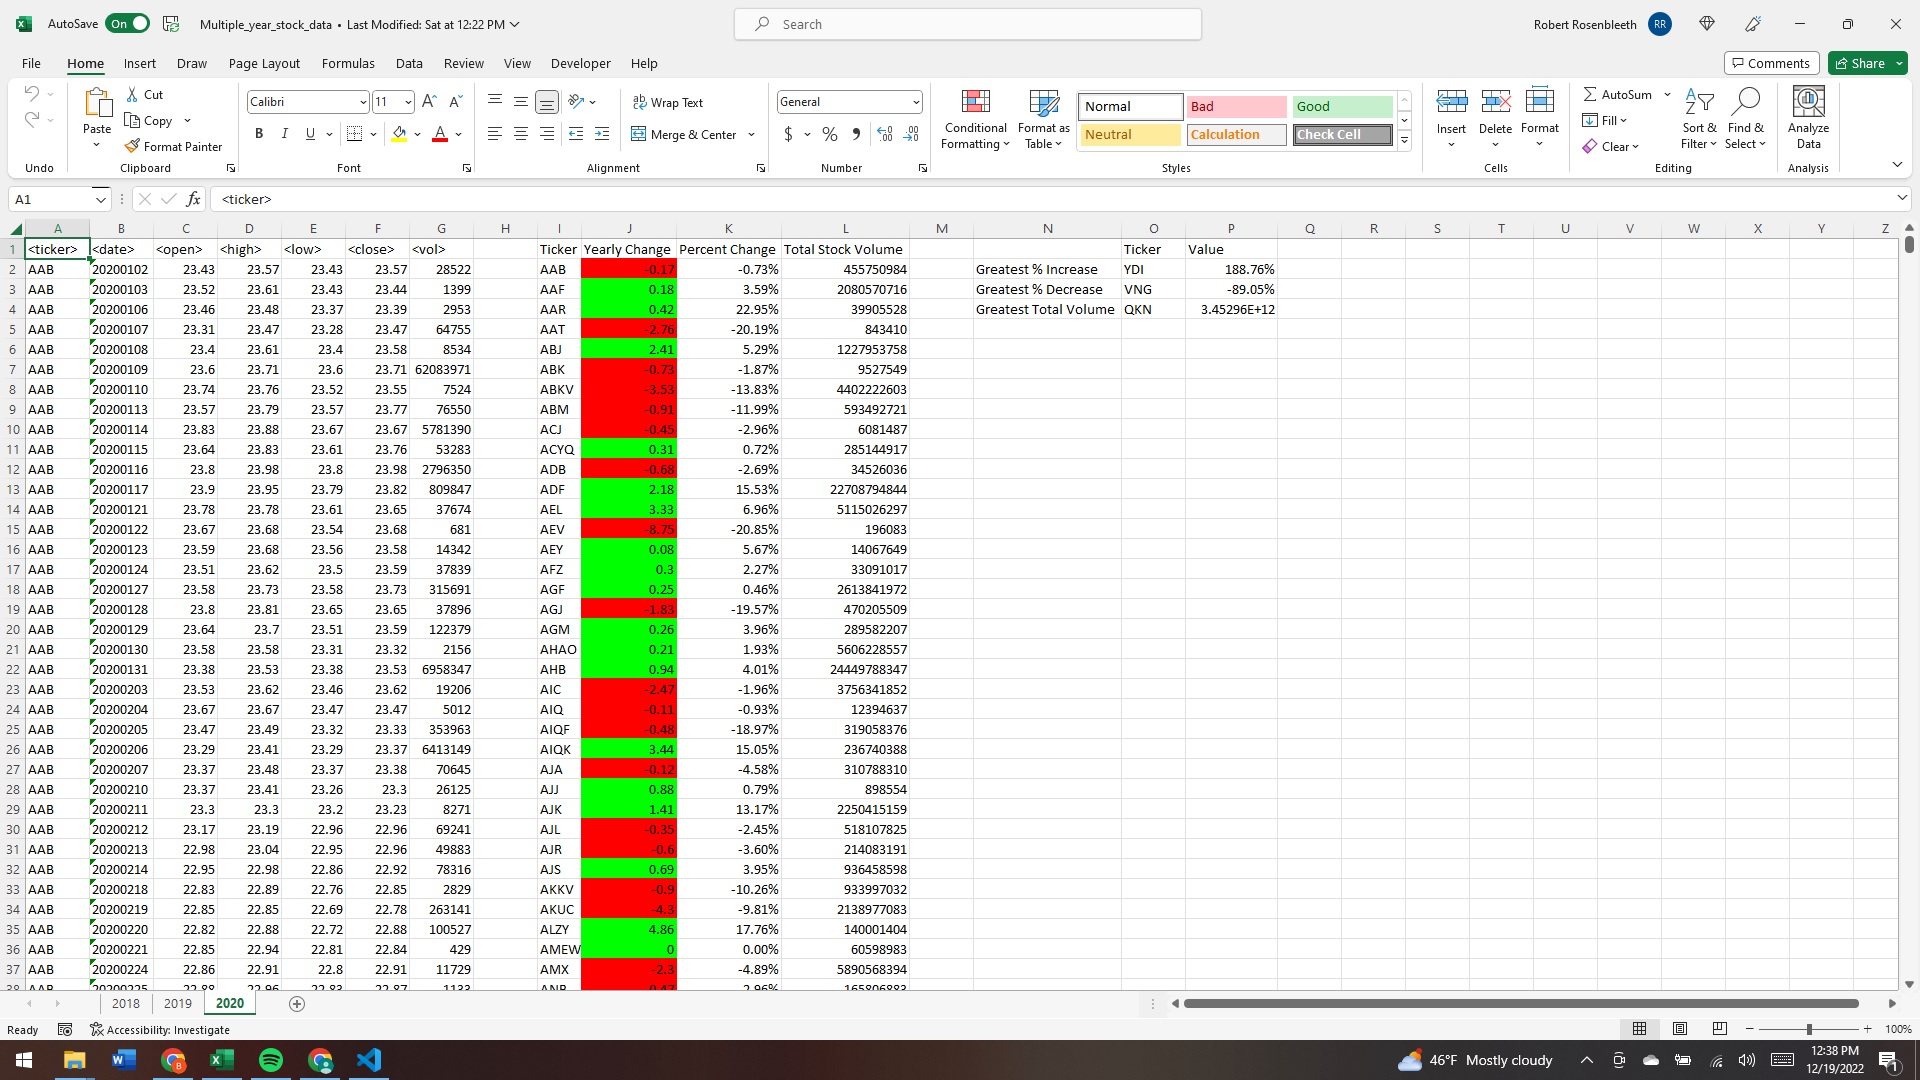 AutoSave On Multiple_year_stock_data • Last Modified: Sat at 12:22 PM Search Robert Rosenbleeth RR
File Home Insert Draw Page Layout Formulas Data Review View Developer Help Comments Share
Paste Cut
Copy
Format Painter
Calibri 11
B I U A
Wrap Text
Merge & Center
General
$ % 9
Conditional Formatting
Format as Table
Normal Bad Good
Neutral Calculation Check Cell
Insert Delete Format
AutoSum
Fill
Clear
Sort & Filter
Find & Select
Analyze Data
Undo Clipboard Font Alignment Number Styles Cells Editing Analysis
A1 fx <ticker>
A B C D E F G H I J K L M N O P Q R S T U V W X Y Z
1 <ticker> <date> <open> <high> <low> <close> <vol> Ticker Yearly Change Percent Change Total Stock Volume Ticker Value
2 AAB 20200102 23.43 23.57 23.43 23.57 28522 AAB -0.17 -0.73% 455750984 Greatest % Increase YDI 188.76%
3 AAB 20200103 23.52 23.61 23.43 23.44 1399 AAF 0.18 3.59% 2080570716 Greatest % Decrease VNG -89.05%
4 AAB 20200106 23.46 23.48 23.37 23.39 2953 AAR 0.42 22.95% 39905528 Greatest Total Volume QKN 3.45296E+12
5 AAB 20200107 23.31 23.47 23.28 23.47 64755 AAT -2.76 -20.19% 843410
6 AAB 20200108 23.4 23.61 23.4 23.58 8534 ABJ 2.41 5.29% 1227953758
7 AAB 20200109 23.6 23.71 23.6 23.71 62083971 ABK -0.73 -1.87% 9527549
8 AAB 20200110 23.74 23.76 23.52 23.55 7524 ABKV -3.53 -13.83% 4402222603
9 AAB 20200113 23.57 23.79 23.57 23.77 76550 ABM -0.91 -11.99% 593492721
10 AAB 20200114 23.83 23.88 23.67 23.67 5781390 ACJ -0.45 -2.96% 6081487
11 AAB 20200115 23.64 23.83 23.61 23.76 53283 ACYQ 0.31 0.72% 285144917
12 AAB 20200116 23.8 23.98 23.8 23.98 2796350 ADB -0.68 -2.69% 34526036
13 AAB 20200117 23.9 23.95 23.79 23.82 809847 ADF 2.18 15.53% 22708794844
14 AAB 20200121 23.78 23.78 23.61 23.65 37674 AEL 3.33 6.96% 5115026297
15 AAB 20200122 23.67 23.68 23.54 23.68 681 AEV -8.75 -20.85% 196083
16 AAB 20200123 23.59 23.68 23.56 23.58 14342 AEY 0.08 5.67% 14067649
17 AAB 20200124 23.51 23.62 23.5 23.59 37839 AFZ 0.3 2.27% 33091017
18 AAB 20200127 23.58 23.73 23.58 23.73 315691 AGF 0.25 0.46% 2613841972
19 AAB 20200128 23.8 23.81 23.65 23.65 37896 AGJ -1.83 -19.57% 470205509
20 AAB 20200129 23.64 23.7 23.51 23.59 122379 AGM 0.26 3.96% 289582207
21 AAB 20200130 23.58 23.58 23.31 23.32 2156 AHAO 0.21 1.93% 5606228557
22 AAB 20200131 23.38 23.53 23.38 23.53 6958347 AHB 0.94 4.01% 24449788347
23 AAB 20200203 23.53 23.62 23.46 23.62 19206 AIC -2.47 -1.96% 3756341852
24 AAB 20200204 23.67 23.67 23.47 23.47 5012 AIQ -0.11 -0.93% 12394637
25 AAB 20200205 23.47 23.49 23.32 23.33 353963 AIQF -0.48 -18.97% 319058376
26 AAB 20200206 23.29 23.41 23.29 23.37 6413149 AIQK 3.44 15.05% 236740388
27 AAB 20200207 23.37 23.48 23.37 23.38 70645 AJA -0.12 -4.58% 310788310
28 AAB 20200210 23.37 23.41 23.26 23.3 26125 AJJ 0.88 0.79% 898554
29 AAB 20200211 23.3 23.3 23.2 23.23 8271 AJK 1.41 13.17% 2250415159
30 AAB 20200212 23.17 23.19 22.96 22.96 69241 AJL -0.35 -2.45% 518107825
31 AAB 20200213 22.98 23.04 22.95 22.96 49883 AJR -0.6 -3.60% 214083191
32 AAB 20200214 22.95 22.98 22.86 22.92 78316 AJS 0.69 3.95% 936458598
33 AAB 20200218 22.83 22.89 22.76 22.85 2829 AKKV -0.9 -10.26% 933997032
34 AAB 20200219 22.85 22.85 22.69 22.78 263141 AKUC -4.3 -9.81% 2138977083
35 AAB 20200220 22.82 22.88 22.72 22.88 100527 ALZY 4.86 17.76% 140001404
36 AAB 20200221 22.85 22.94 22.81 22.84 429 AMEW 0 0.00% 60598983
37 AAB 20200224 22.86 22.91 22.8 22.91 11729 AMX -2.3 -4.89% 5890568394
38 AAB 20200225
2018 2019 2020
Ready Accessibility: Investigate 100%
46°F Mostly cloudy 12:38 PM
12/19/2022 1